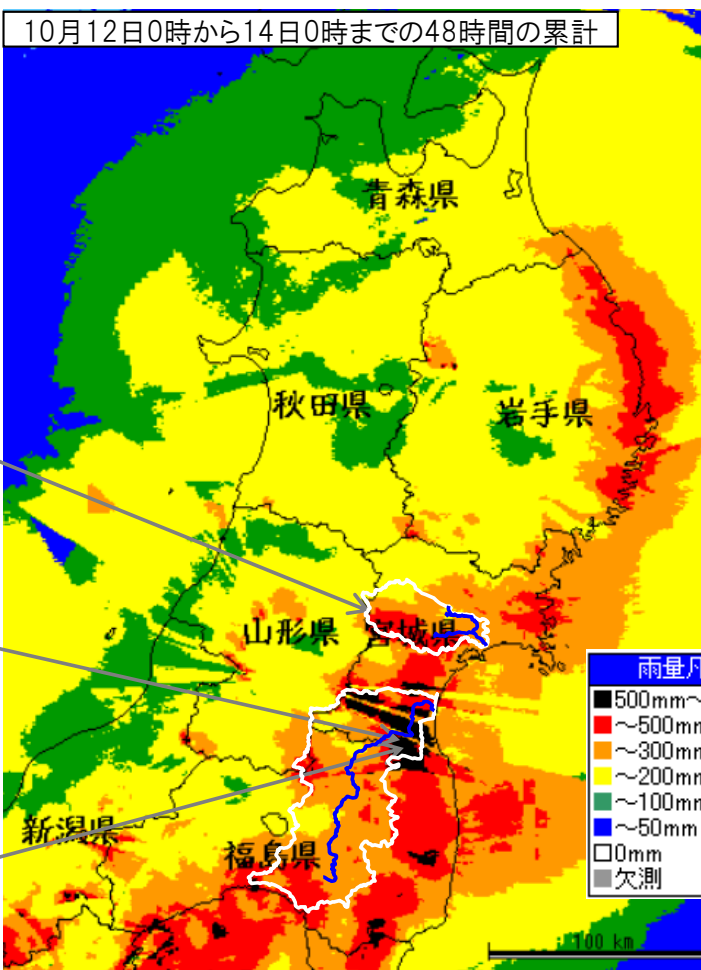 10月12日0時から14日0時までの48時間の累計
青森県
秋田県
岩手県
山形県
宮城県
新潟県
福島県
雨量凡
500mm～
～500mm
～300mm
～200mm
～100mm
～50mm
0mm
欠測
100 km